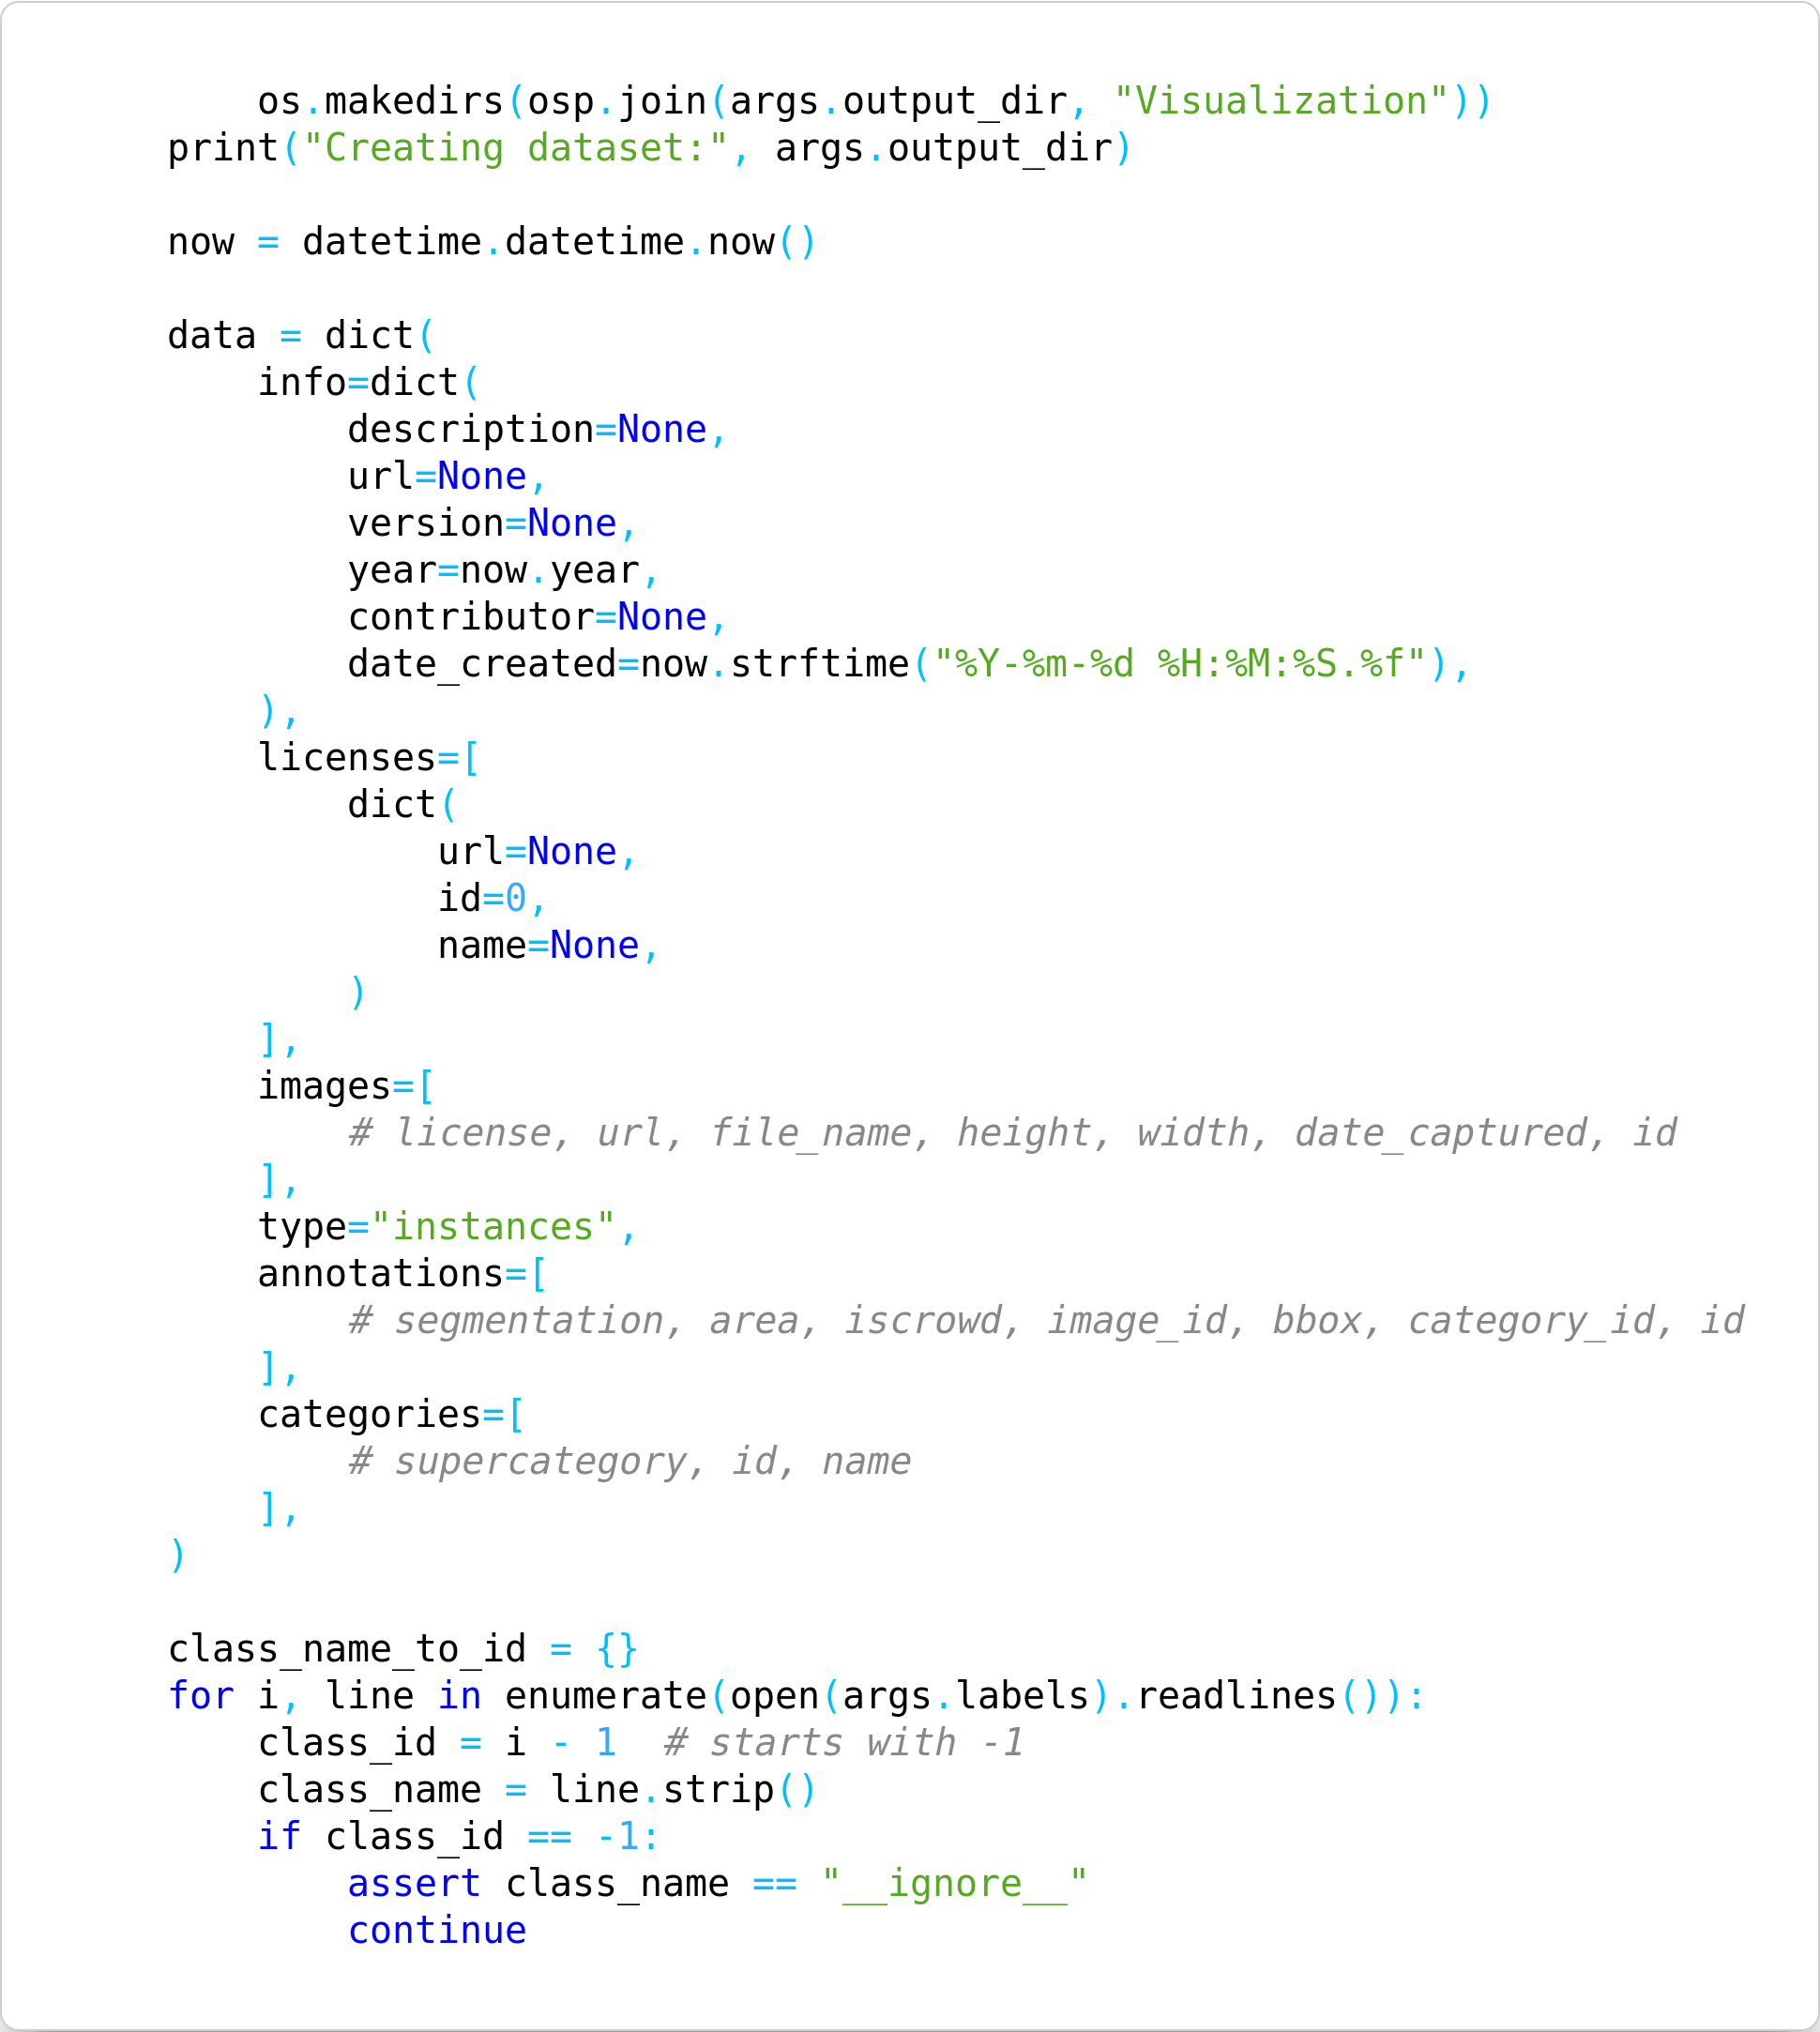 os.makedirs(osp.join(args.output_dir, "Visualization"))
    print("Creating dataset:", args.output_dir)

    now = datetime.datetime.now()

    data = dict(
        info=dict(
            description=None,
            url=None,
            version=None,
            year=now.year,
            contributor=None,
            date_created=now.strftime("%Y-%m-%d %H:%M:%S.%f"),
        ),
        licenses=[
            dict(
                url=None,
                id=0,
                name=None,
            )
        ],
        images=[
            # license, url, file_name, height, width, date_captured, id
        ],
        type="instances",
        annotations=[
            # segmentation, area, iscrowd, image_id, bbox, category_id, id
        ],
        categories=[
            # supercategory, id, name
        ],
    )

    class_name_to_id = {}
    for i, line in enumerate(open(args.labels).readlines()):
        class_id = i - 1  # starts with -1
        class_name = line.strip()
        if class_id == -1:
            assert class_name == "__ignore__"
            continue